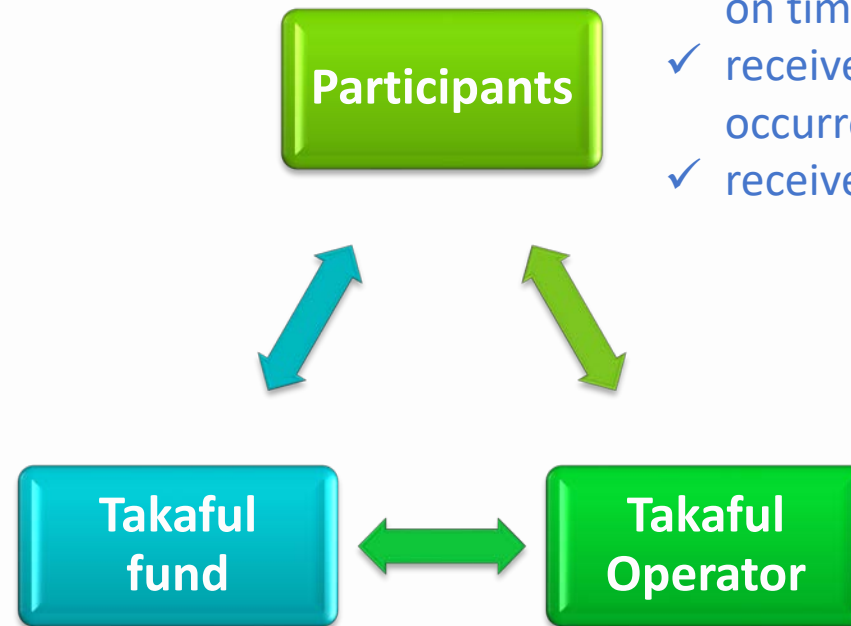 on tim
✓ receive
occurr
✓ receive
Participants
Takaful
fund
Takaful
Operator